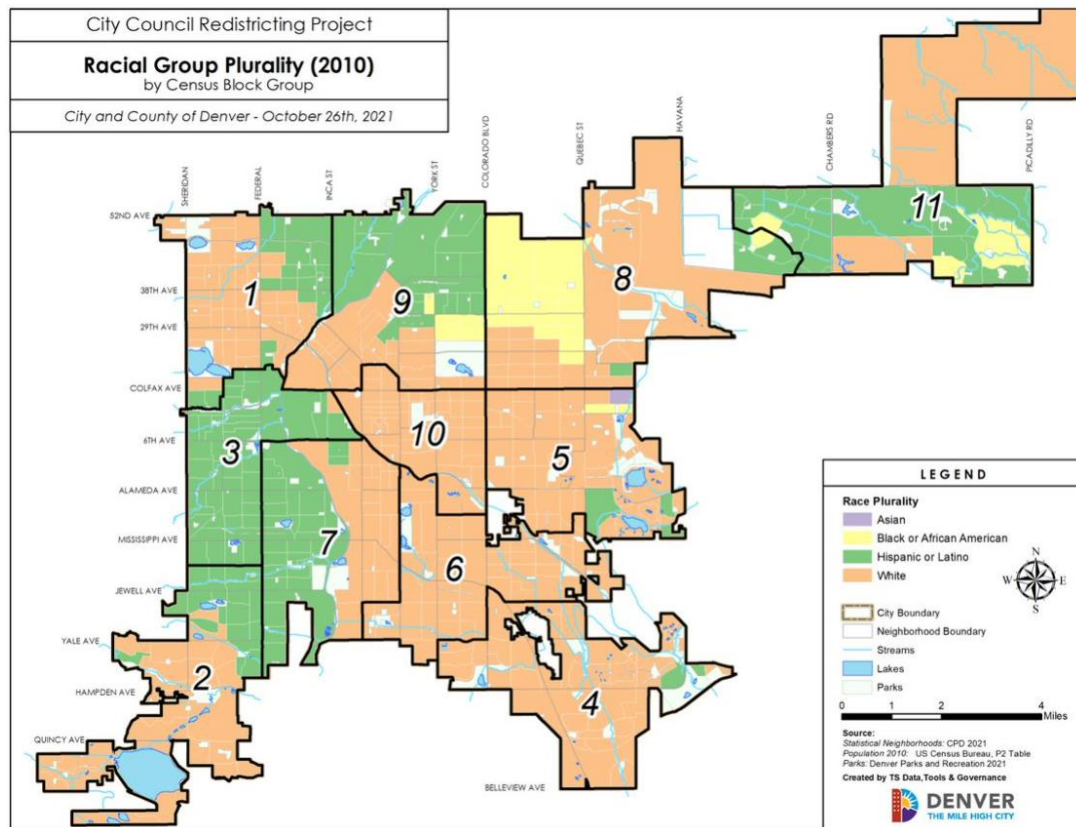 City Council Redistricting Project
Racial Group Plurality (2010)
by Census Block Group
City and County of Denver - October 26th, 2021
SHERIDAN
FEDERAL
INCA ST
YORK ST
COLORADO BLVD
QUEBEC ST
HAVANA
CHAMBERS RD
PICADILLY RD
52ND AVE
38TH AVE
29TH AVE
COLFAX AVE
6TH AVE
ALAMEDA AVE
MISSISSIPPI AVE
JEWELL AVE
YALE AVE
HAMPDEN AVE
QUINCY AVE
BELLEVIEW AVE
11
8
1
9
10
3
5
7
6
2
4
LEGEND
Race Plurality
Asian
Black or African American
Hispanic or Latino
White
N
W E
S
City Boundary
Neighborhood Boundary
Streams
Lakes
Parks
0 1 2 4
Miles
Source:
Statistical Neighborhoods: CPD 2021
Population 2010: US Census Bureau, P2 Table
Parks: Denver Parks and Recreation 2021
Created by TS Data,Tools & Governance
DENVER
THE MILE HIGH CITY